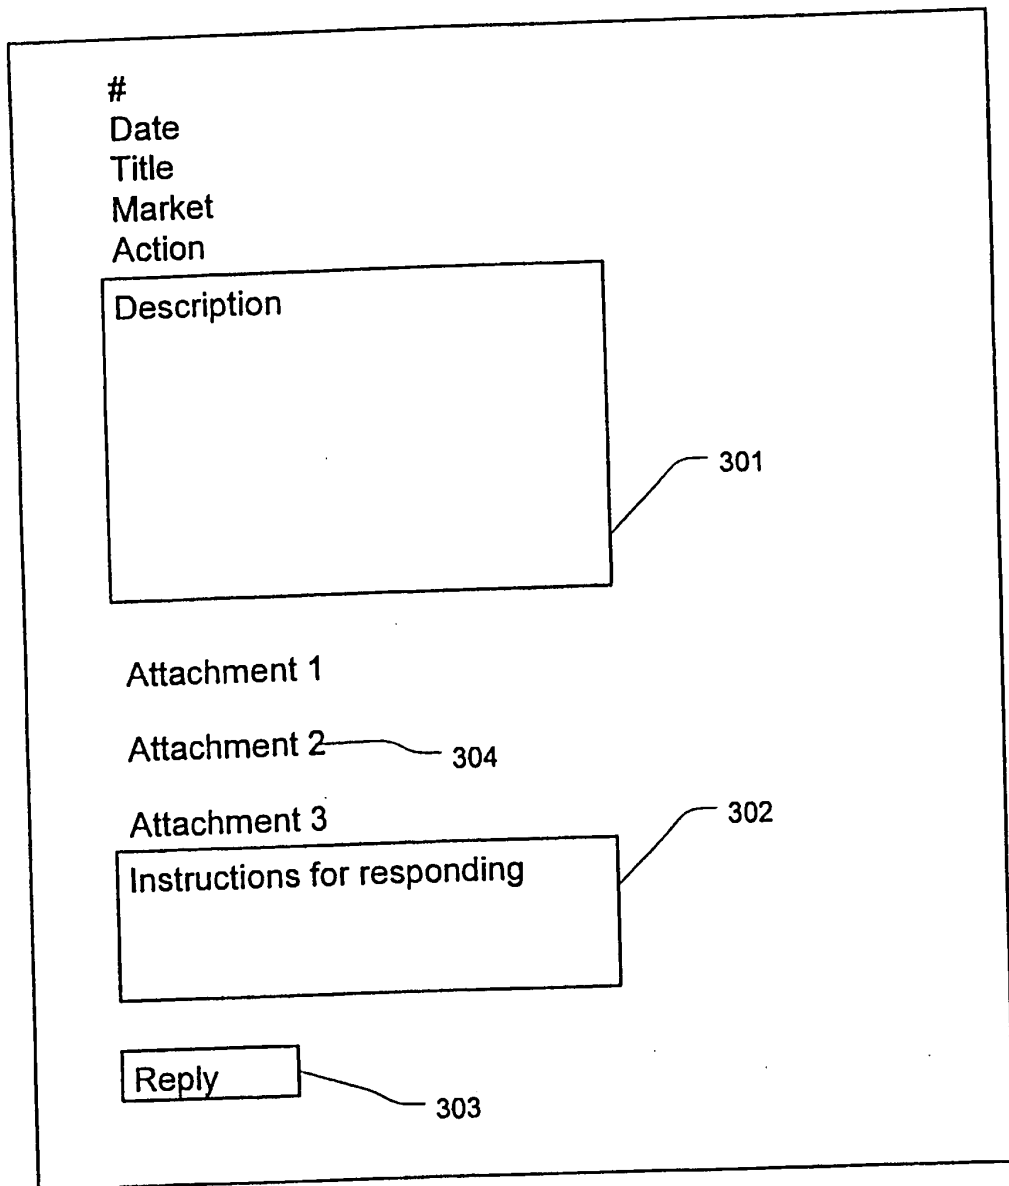 #
Date
Title
Market
Action
Description
301
Attachment 1
Attachment 2
304
Attachment 3
302
Instructions for responding
Reply
303